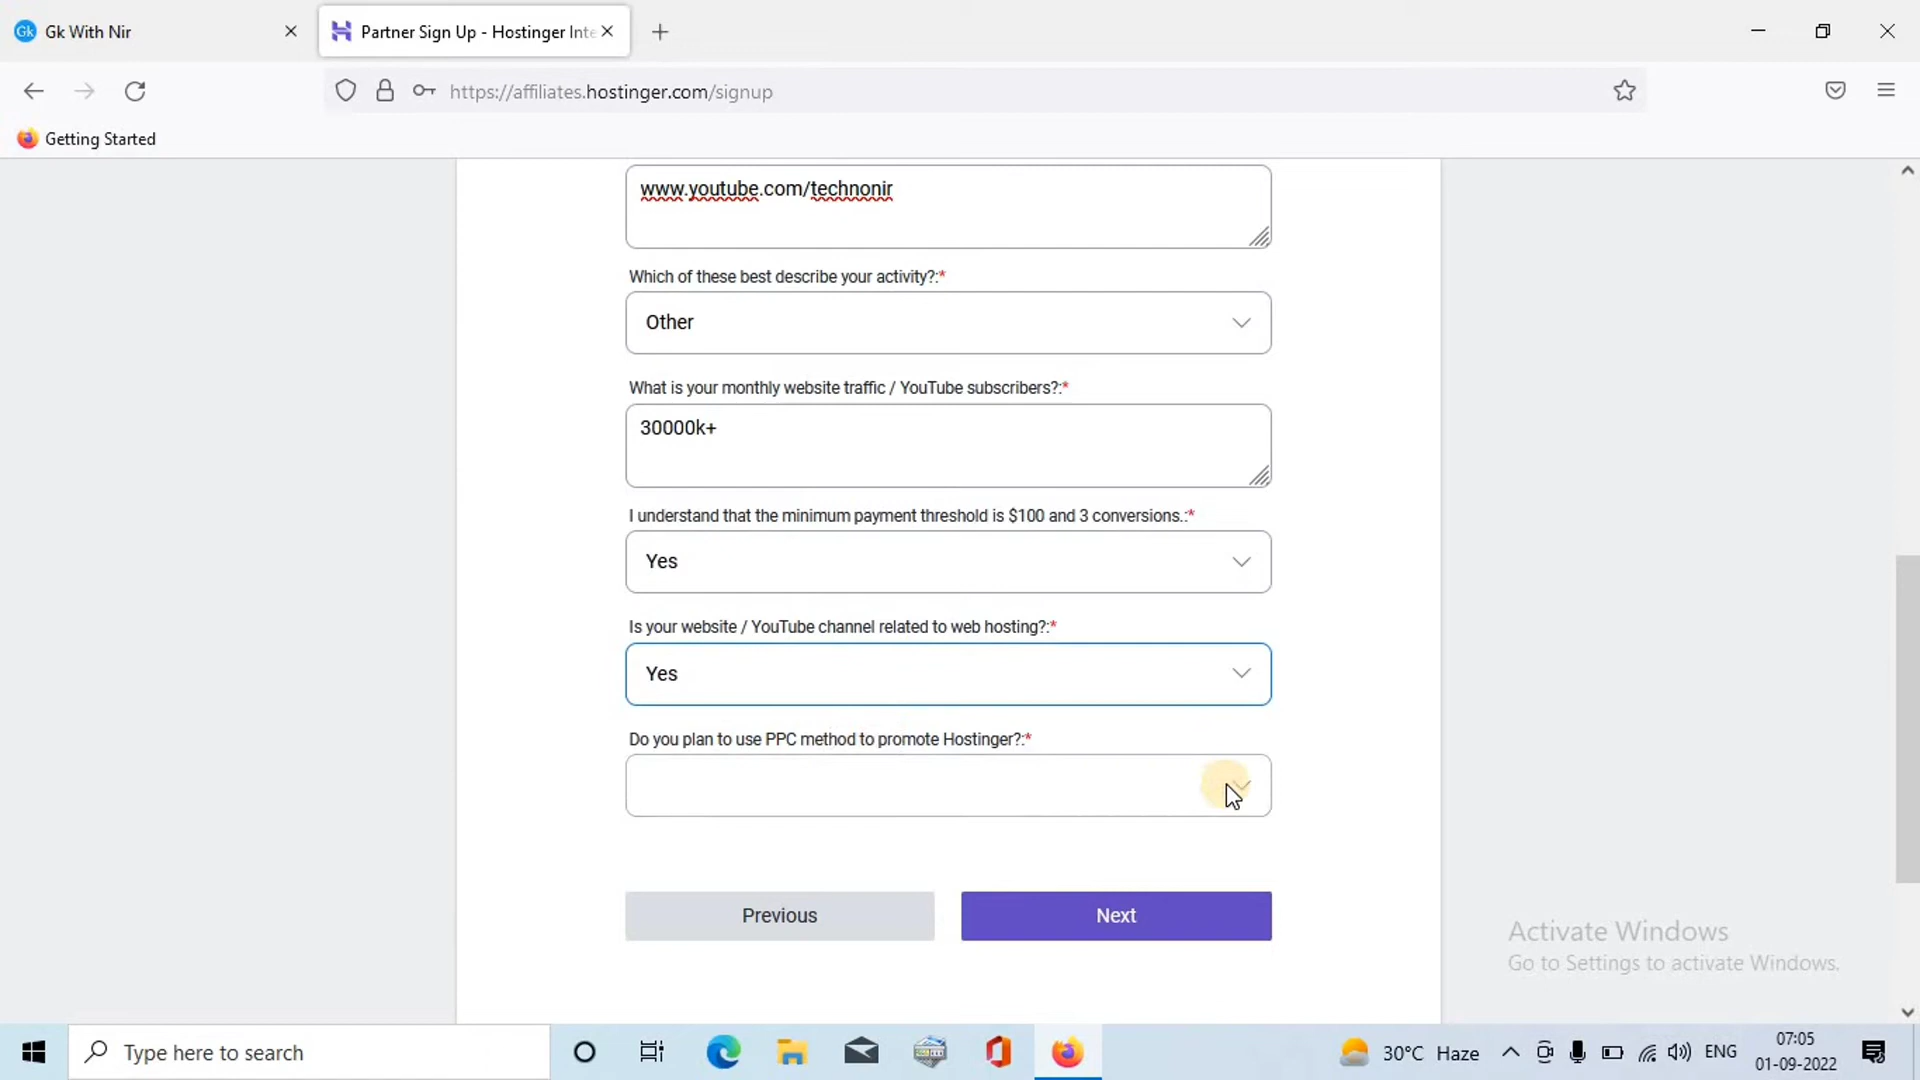 Gk Gk With Nir
Partner Sign Up - Hostinger Inte
https://affiliates.hostinger.com/signup
Getting Started
www.youtube.com/technonir
Which of these best describe your activity?:*
Other
What is your monthly website traffic / YouTube subscribers?:*
30000k+
I understand that the minimum payment threshold is $100 and 3 conversions.:*
Yes
Is your website / YouTube channel related to web hosting?:*
Yes
Do you plan to use PPC method to promote Hostinger?:*
Previous
Next
Activate Windows
Go to Settings to activate Windows.
Type here to search
30°C Haze
ENG
07:05
01-09-2022